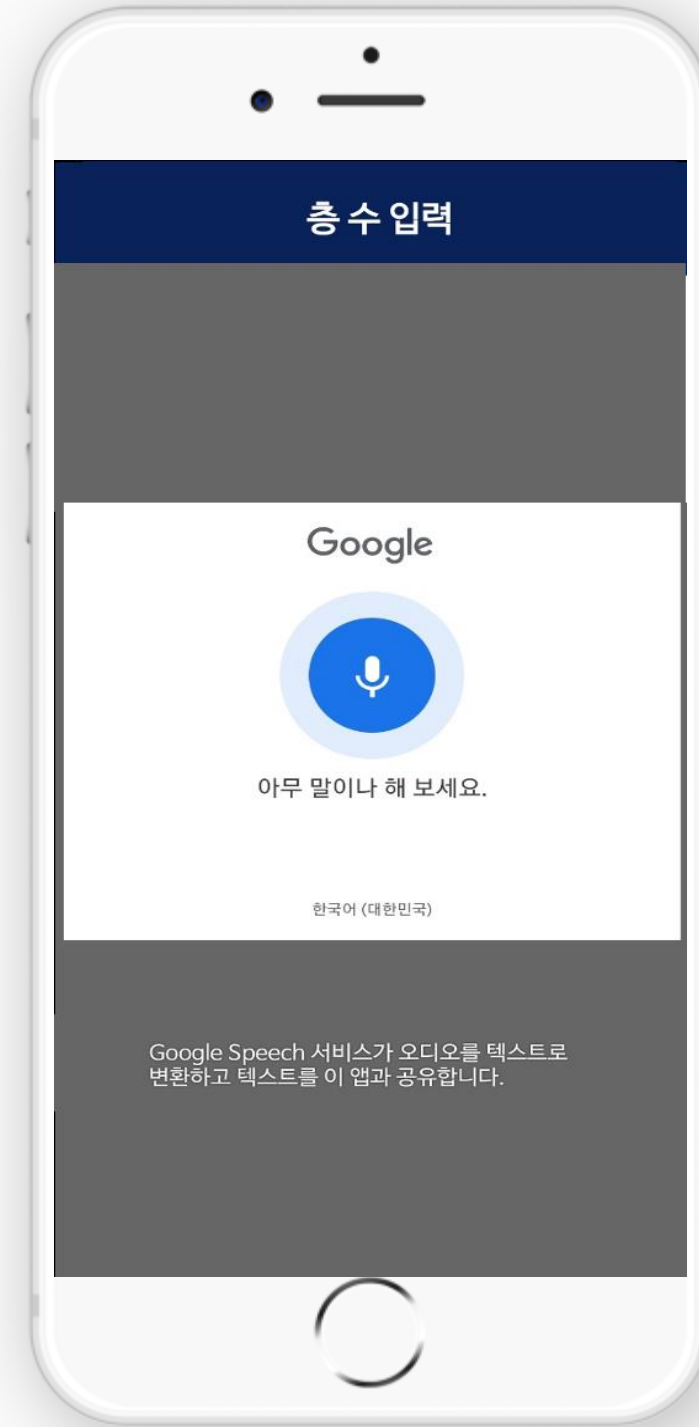 층 수 입력
Google
아무 말이나 해 보세요.
한국어 (대한민국)
Google Speech 서비스가 오디오를 텍스트로
변환하고 텍스트를 이 앱과 공유합니다.